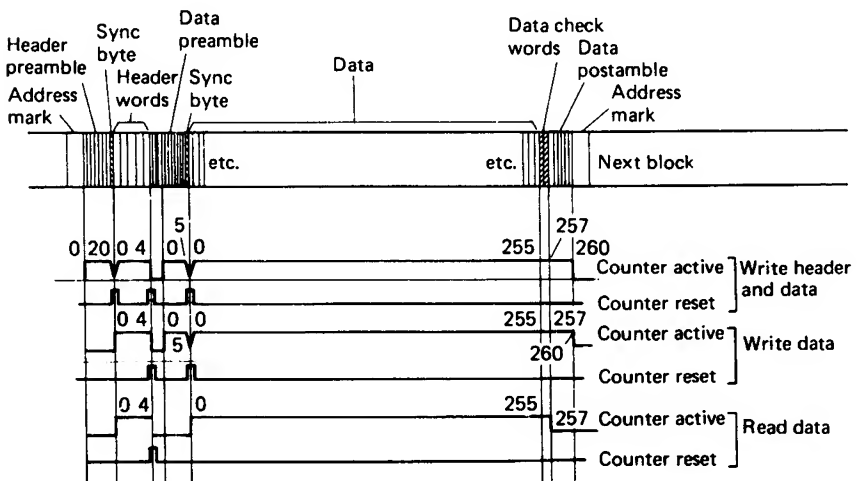 Header
preamble
Address
mark
Sync
byte
Header
words
Data
preamble
Sync
byte
Data
Data check
words
Data
postamble
Address
mark
etc.
etc.
Next block
0 20 0 4 5 0 0 255 257 260
Counter active
Counter reset
Write header
and data
0 4 0 5 0 255 257 260
Counter active
Counter reset
Write data
0 4 0 255 257
Counter active
Counter reset
Read data